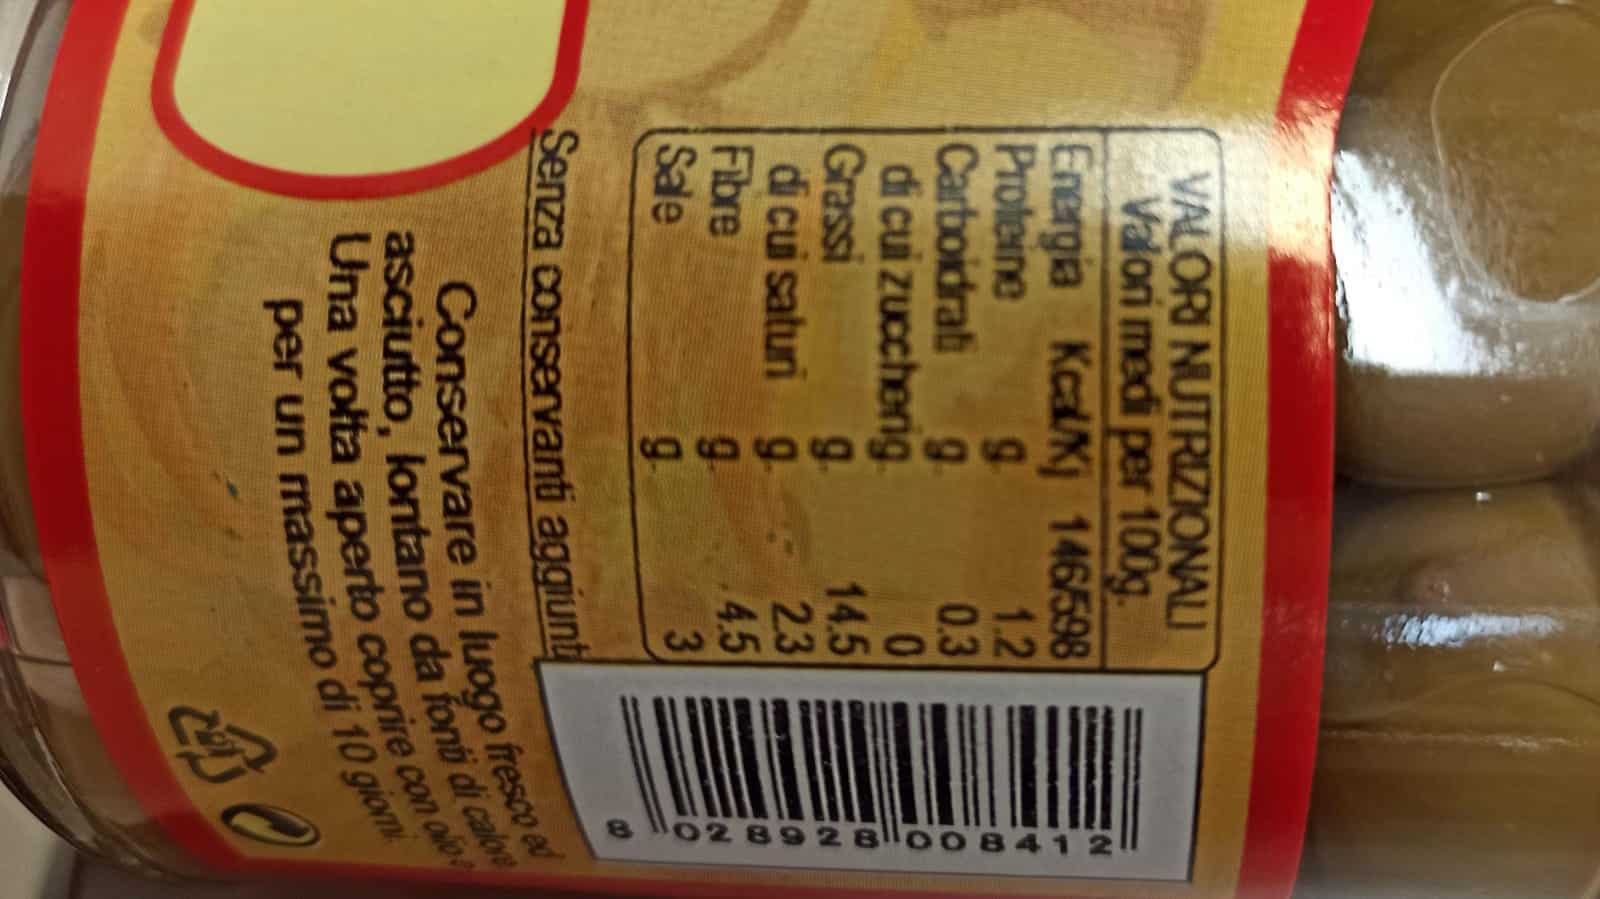 VALORI NUTRIZIONALI
Valori medi per 100g.
Energia Kcal/Kj 146/598
Proteine g. 1.2
Carboidrati g. 0.3
di cui zuccheri g. 0
Grassi g. 14.5
di cui saturi g. 2.3
Fibre g. 4.5
Sale g. 3
Senza conservanti aggiunti
Conservare in luogo fresco ed
asciutto, lontano da fonti di calore
Una volta aperto coprire con olio e
per un massimo di 10 giorni.
8 028928 008412